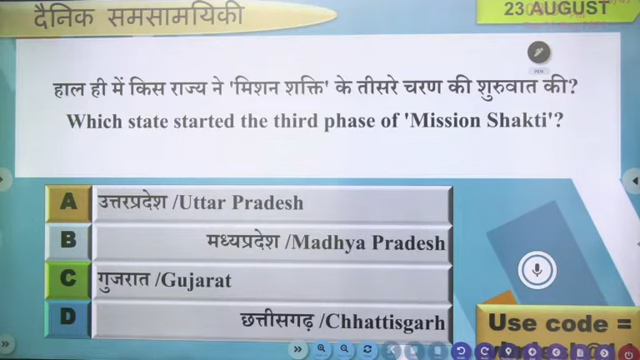 दैनिक समसामयिकी
23 AUGUST
हाल ही में किस राज्य ने 'मिशन शक्ति' के तीसरे चरण की शुरुवात की?
Which state started the third phase of 'Mission Shakti'?
A उत्तरप्रदेश /Uttar Pradesh
B मध्यप्रदेश /Madhya Pradesh
C गुजरात /Gujarat
D छत्तीसगढ़ /Chhattisgarh
Use code =